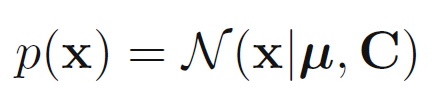 p(𝐱) = 𝒩(𝐱|𝝁, 𝐂)